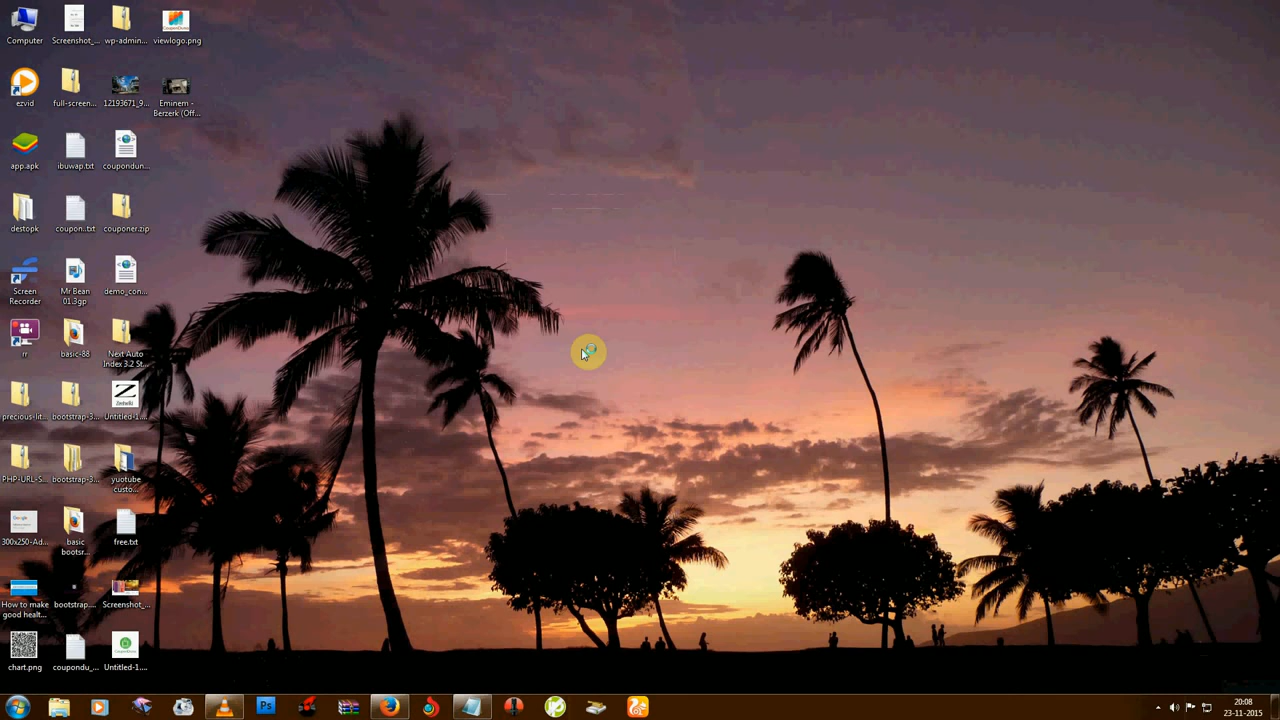 Computer
Screenshot_...
wp-admin...
viewlogo.png
ezvid
full-screen...
12193671_9...
Eminem -
Berzerk (Off...
app.apk
ibuwap.txt
coupondun...
destopk
coupon..txt
couponer.zip
Screen
Recorder
Mr Bean
01.3gp
demo_con...
rr
basic-88
Next Auto
Index 3.2 St...
precious-lit...
bootstrap-3...
Untitled-1....
PHP-URL-S...
bootstrap-3...
yuotube
custo...
300x250-Ad...
basic
bootsr...
free.txt
How to make
good healt...
bootstrap....
Screenshot_...
chart.png
coupondu_...
Untitled-1....
Ps
20:08
23-11-2015